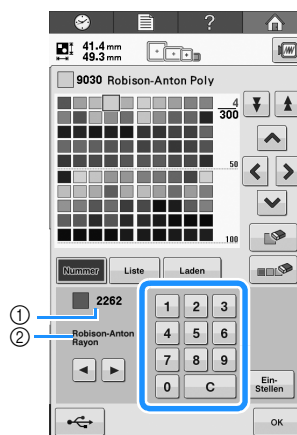 41.4 mm
49.3 mm
9030 Robison-Anton Poly
4
300
50
100
Nummer Liste Laden
① 2262
② Robison-Anton
Rayon
1 2 3
4 5 6
7 8 9
0 C
Ein-
Stellen
OK